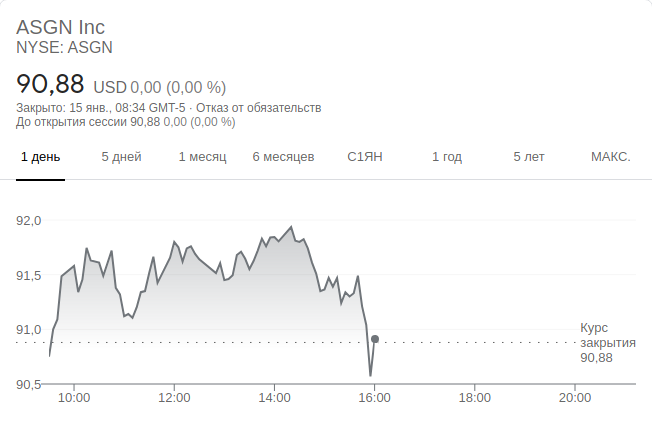 ASGN Inc
NYSE: ASGN
90,88 USD 0,00 (0,00 %)
Закрыто: 15 янв., 08:34 GMT-5 · Отказ от обязательств
До открытия сессии 90,88 0,00 (0,00 %)
1 день 5 дней 1 месяц 6 месяцев С1ЯН 1 год 5 лет МАКС.
92,0
91,5
91,0
Курс
закрытия
90,88
90,5
10:00 12:00 14:00 16:00 18:00 20:00